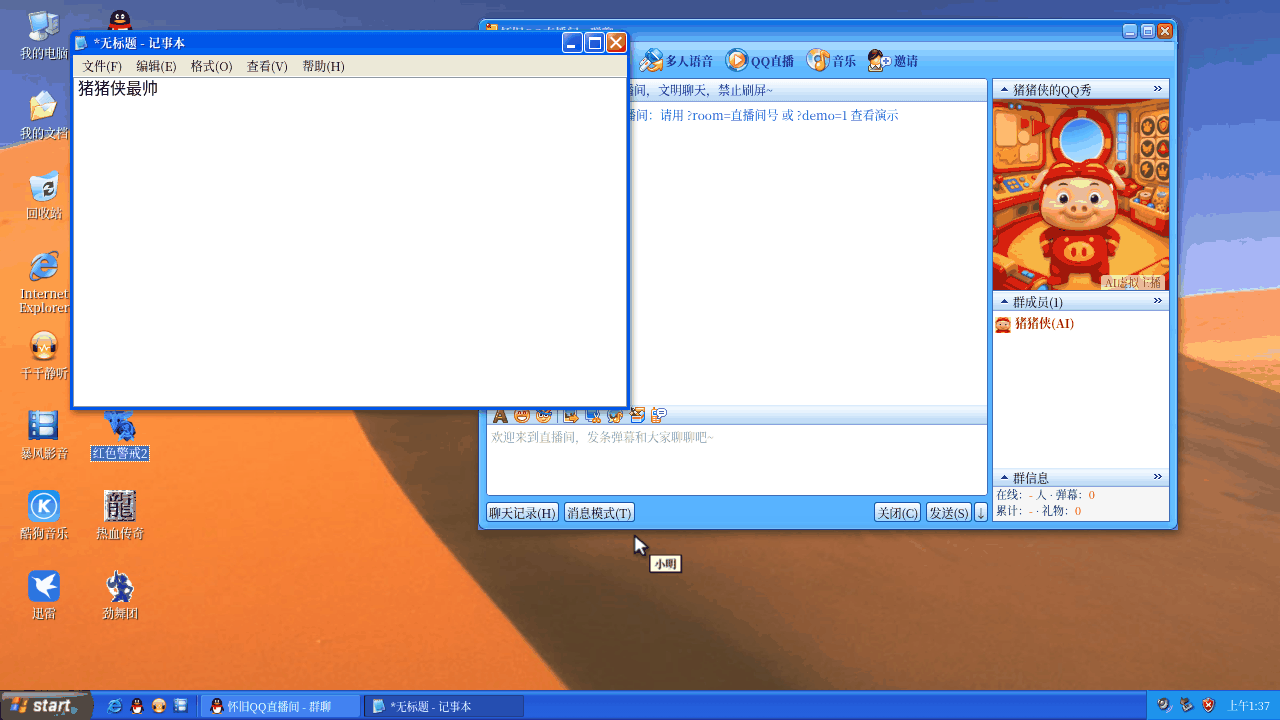 我的电脑
我的文档
回收站
Internet
Explorer
千千静听
暴风影音
红色警戒2
酷狗音乐
热血传奇
迅雷
劲舞团
*无标题 - 记事本
文件(F) 编辑(E) 格式(O) 查看(V) 帮助(H)
猪猪侠最帅
多人语音 QQ直播 音乐 邀请
间，文明聊天，禁止刷屏~
播间：请用 ?room=直播间号 或 ?demo=1 查看演示
欢迎来到直播间，发条弹幕和大家聊聊吧~
聊天记录(H) 消息模式(T) 关闭(C) 发送(S) ↓
猪猪侠的QQ秀
AI虚拟主播
群成员(1)
猪猪侠(AI)
群信息
在线：- 人 · 弹幕：0
累计：- · 礼物：0
小明
start
怀旧QQ直播间 - 群聊
*无标题 - 记事本
上午1:37